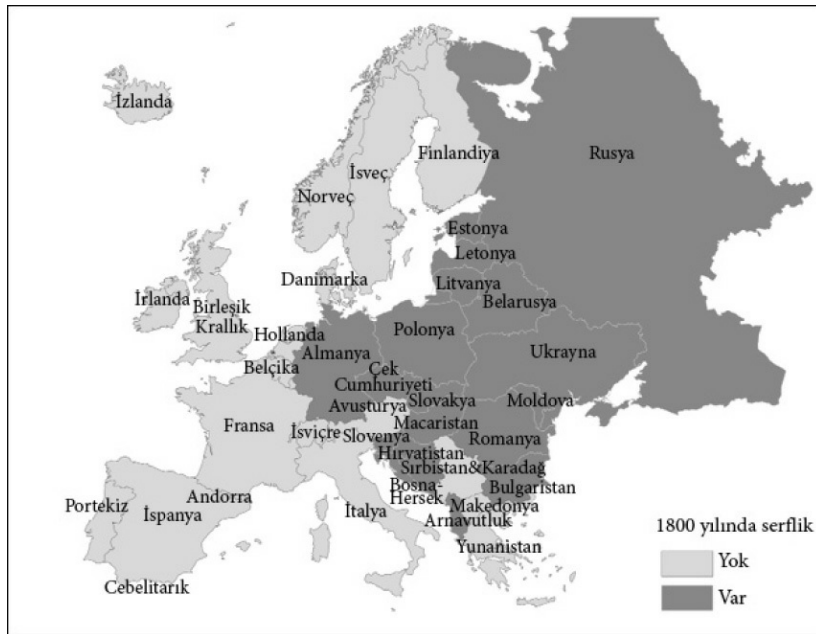 İzlanda
Finlandiya
Rusya
İsveç
Norveç
Estonya
Letonya
Danimarka
Litvanya
Belarusya
İrlanda
Birleşik
Krallık
Hollanda
Polonya
Almanya
Ukrayna
Belçika
Çek
Cumhuriyeti
Slovakya
Moldova
Avusturya
Macaristan
Fransa
İsviçre
Slovenya
Romanya
Hırvatistan
Sırbistan&Karadağ
Bosna-
Hersek
Bulgaristan
Andorra
Portekiz
İspanya
İtalya
Makedonya
Arnavutluk
Yunanistan
Cebelitarık
1800 yılında serflik
Yok
Var